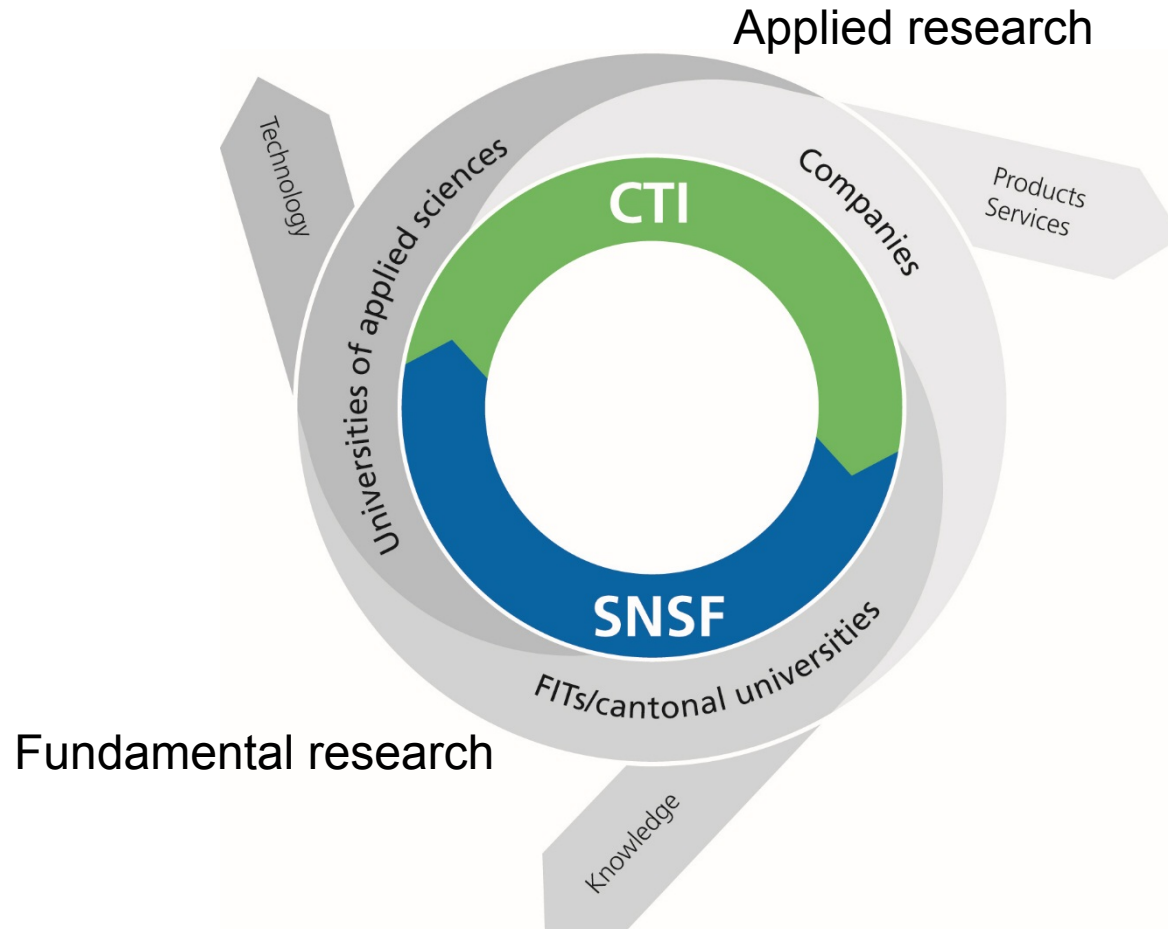 Applied research
Technology
Universities of applied sciences
CTI
Companies
Products
Services
SNSF
FITs/cantonal universities
Fundamental research
Knowledge